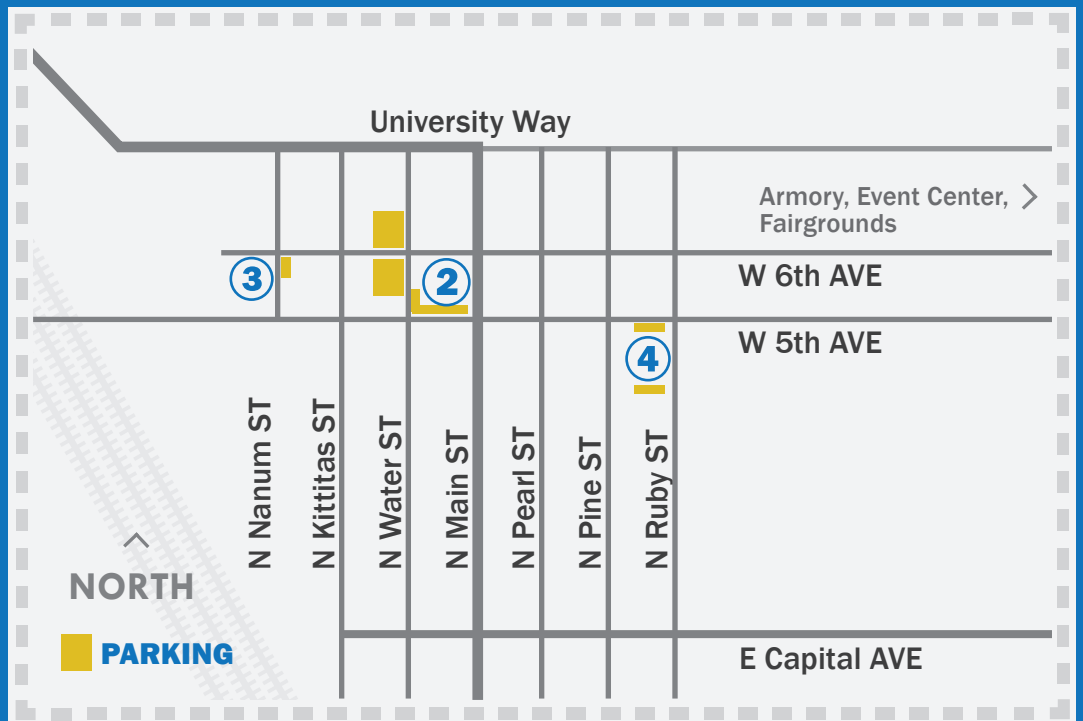 University Way
Armory, Event Center,
Fairgrounds
W 6th AVE
3
2
W 5th AVE
4
N Nanum ST
N Kittitas ST
N Water ST
N Main ST
N Pearl ST
N Pine ST
N Ruby ST
NORTH
PARKING
E Capital AVE